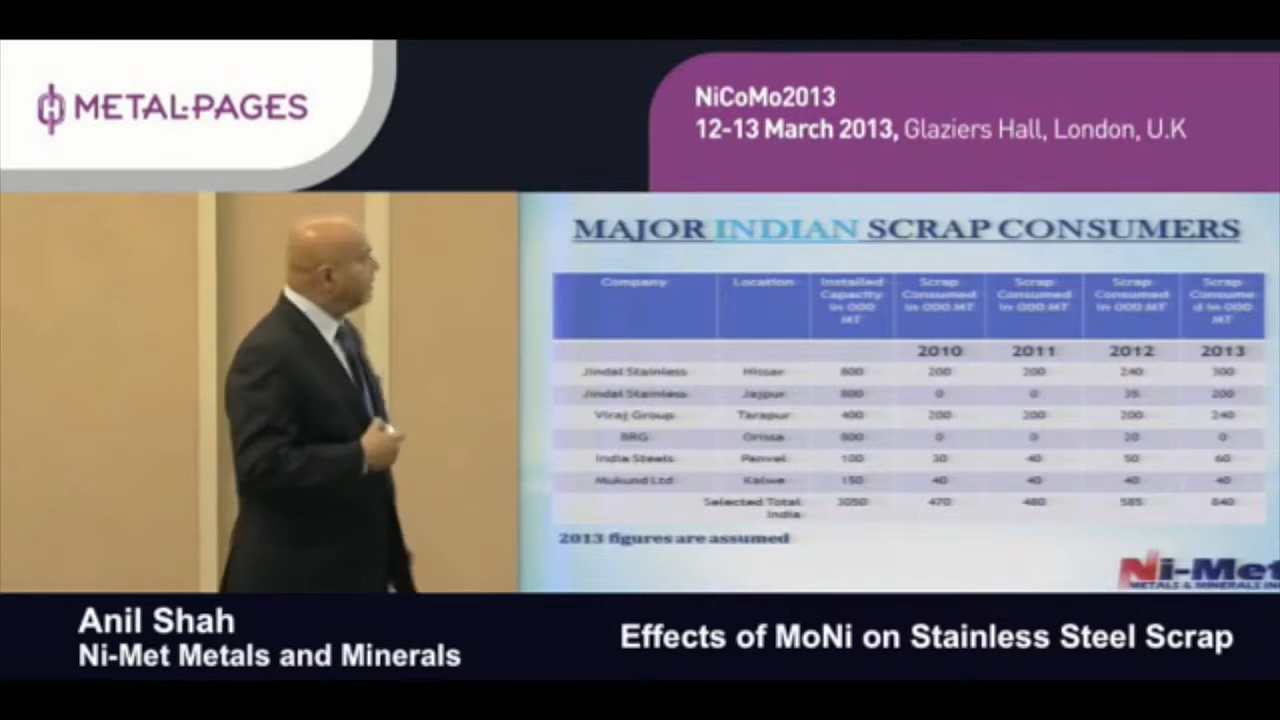 METAL-PAGES
NiCoMo2013
12-13 March 2013, Glaziers Hall, London, U.K
MAJOR INDIAN SCRAP CONSUMERS
Company Location Installed Capacity in 000 MT Scrap Consumed in 000 MT Scrap Consumed in 000 MT Scrap Consumed in 000 MT Scrap Consumed in 000 MT
2010 2011 2012 2013
Jindal Stainless Hissar 800 200 200 240 300
Jindal Stainless Jajpur 800 0 0 35 200
Viraj Group Tarapur 400 200 200 200 240
BRG Orissa 800 0 0 20 0
India Steels Panvel 100 30 40 50 60
Mukund Ltd Kalwe 150 40 40 40 40
Selected Total India 3050 470 480 585 840
2013 figures are assumed
Ni-Met
METALS & MINERALS INC
Anil Shah
Ni-Met Metals and Minerals
Effects of MoNi on Stainless Steel Scrap